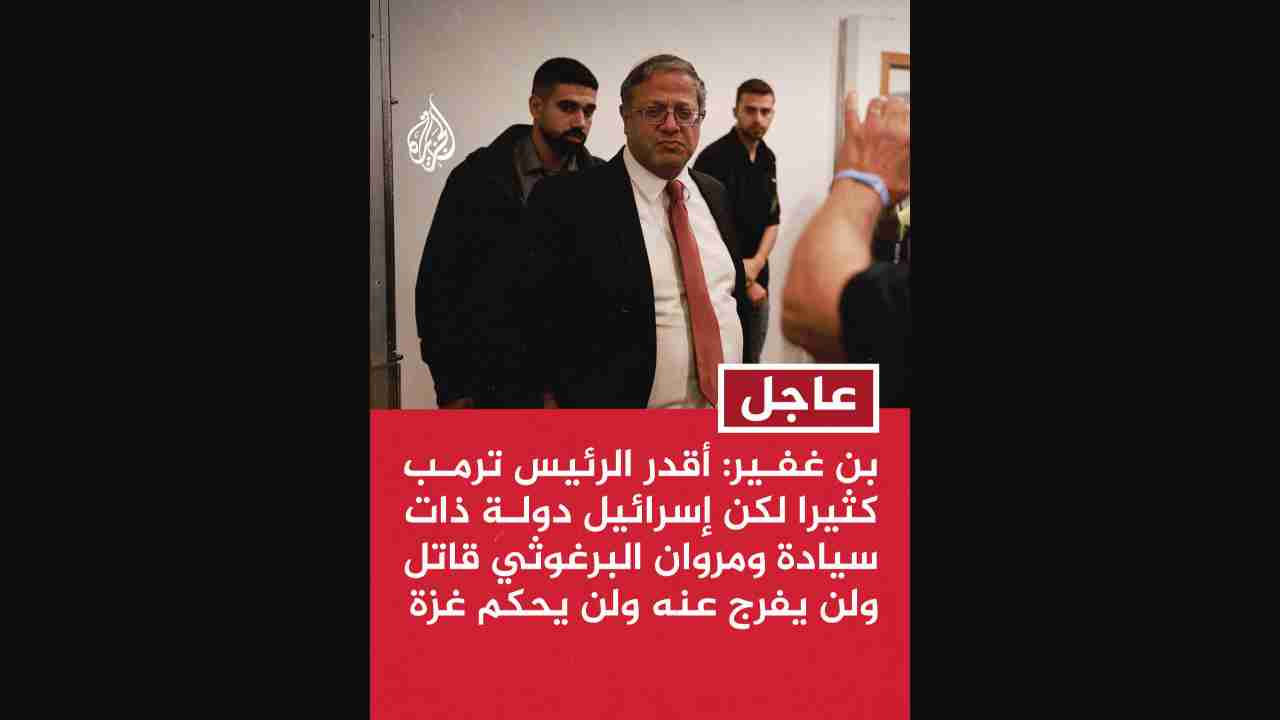 الجزيرة
عاجل
بن غفير: أقدر الرئيس ترمب
كثيرا لكن إسرائيل دولة ذات
سيادة ومروان البرغوثي قاتل
ولن يفرج عنه ولن يحكم غزة